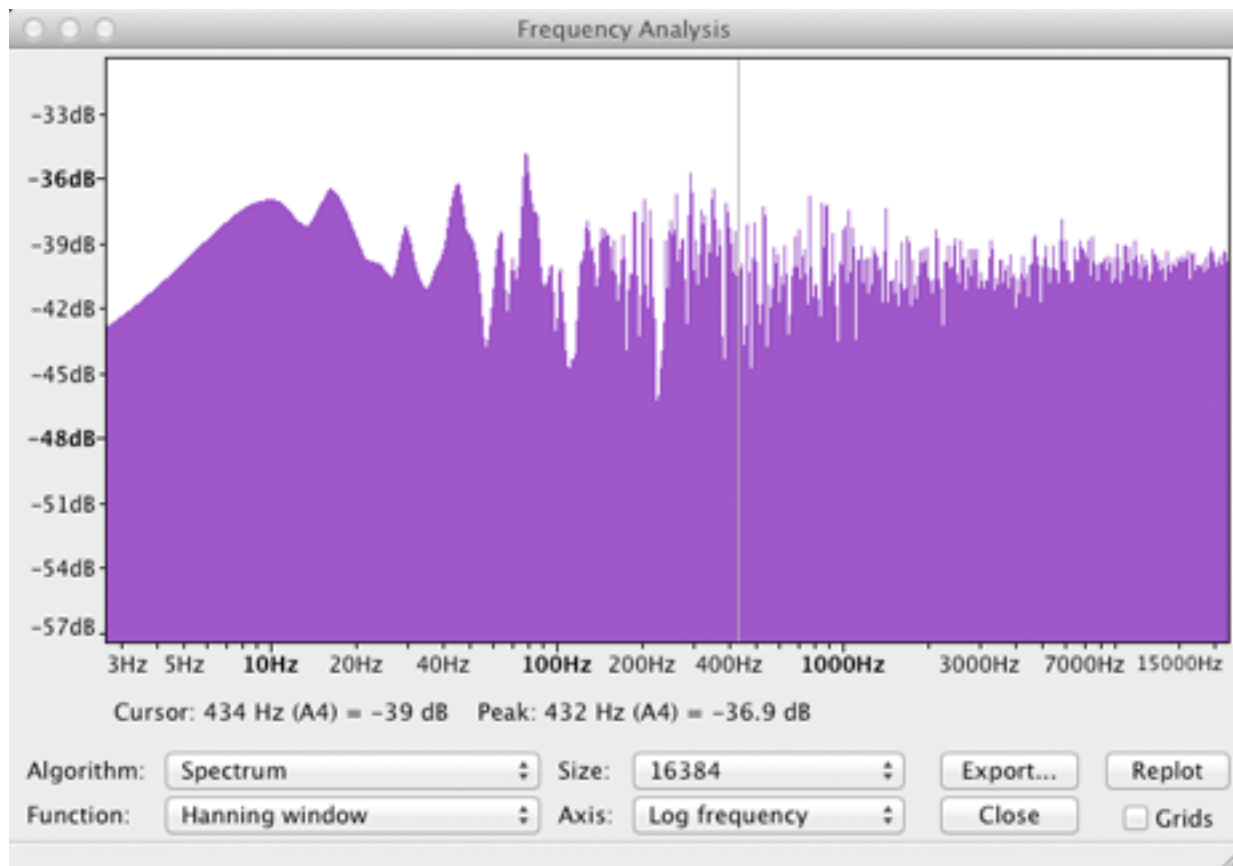 Frequency Analysis
-33dB
-36dB
-39dB
-42dB
-45dB
-48dB
-51dB
-54dB
-57dB
3Hz 5Hz 10Hz 20Hz 40Hz 100Hz 200Hz 400Hz 1000Hz 3000Hz 7000Hz 15000Hz
Cursor: 434 Hz (A4) = -39 dB Peak: 432 Hz (A4) = -36.9 dB
Algorithm: Spectrum Size: 16384 Export... Replot
Function: Hanning window Axis: Log frequency Close Grids